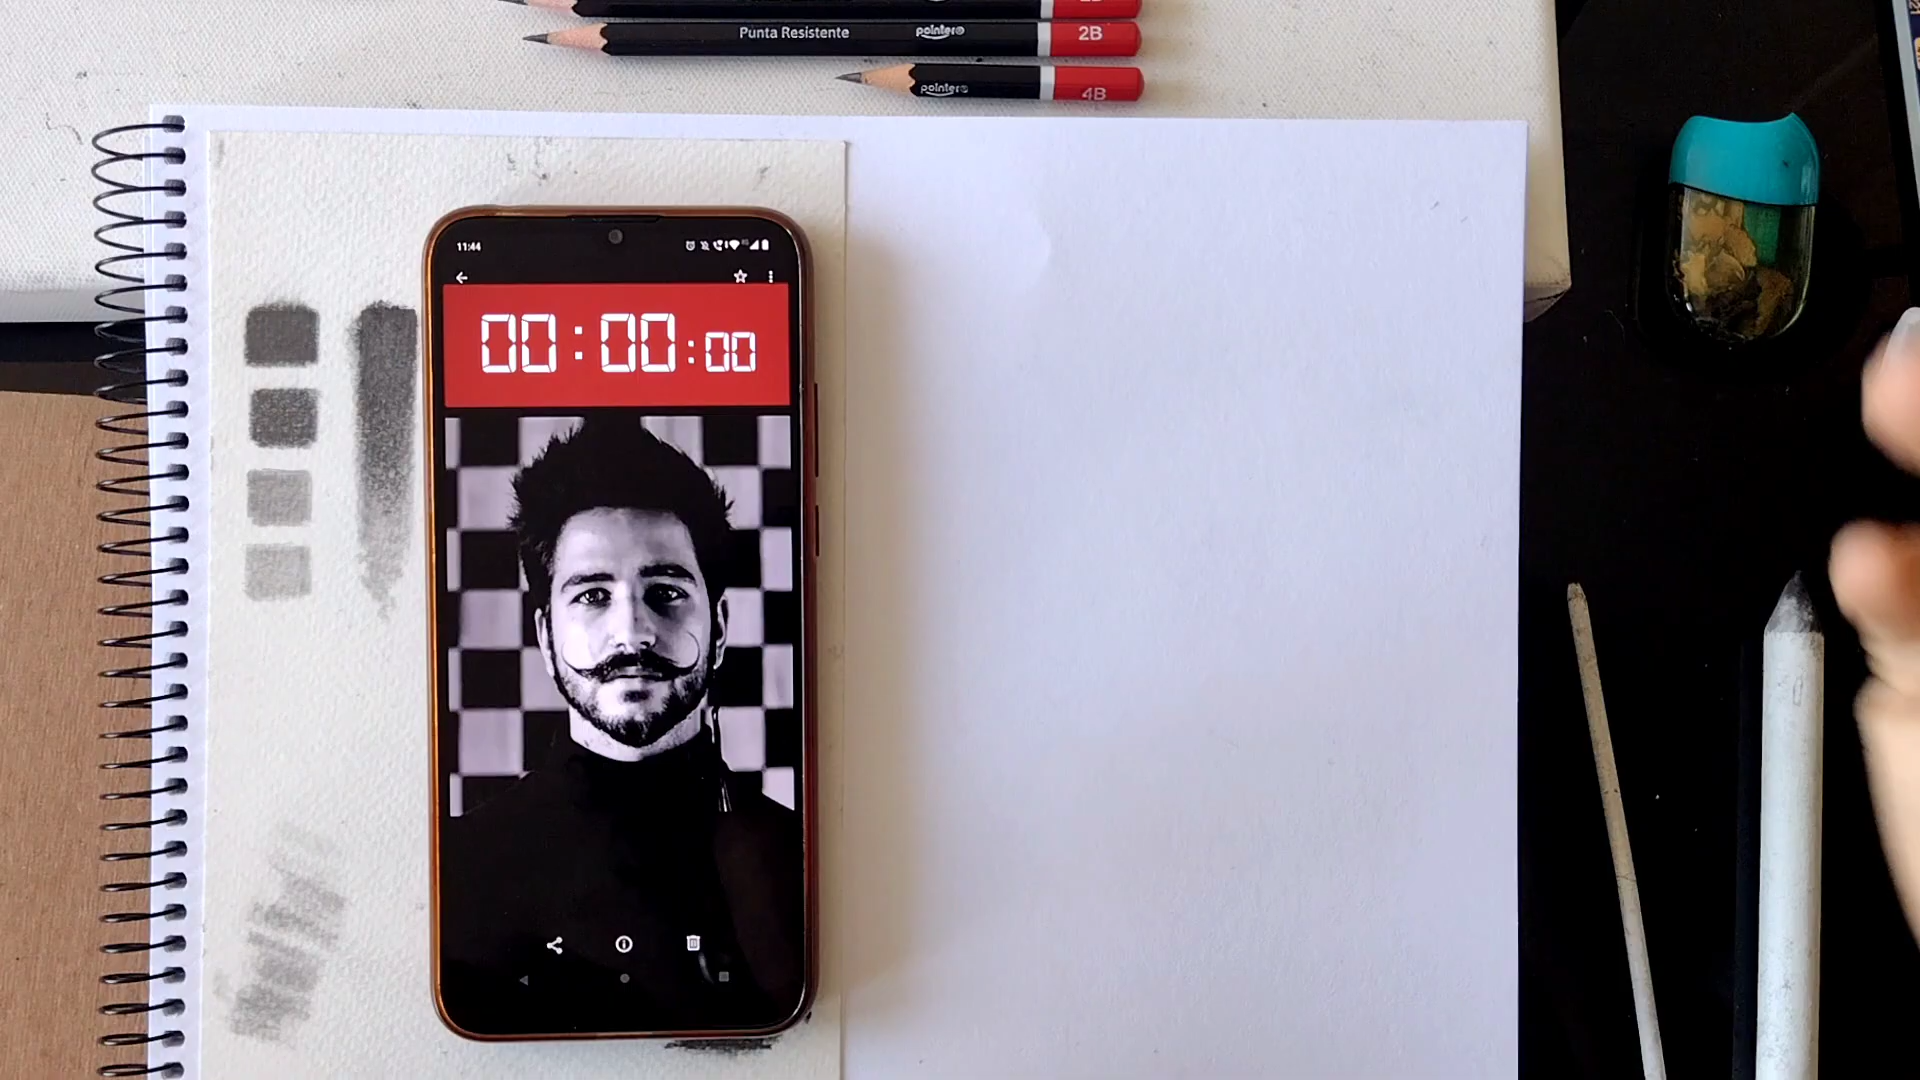 Punta Resistente pointer 2B
pointer 4B
11:44
00:00:00